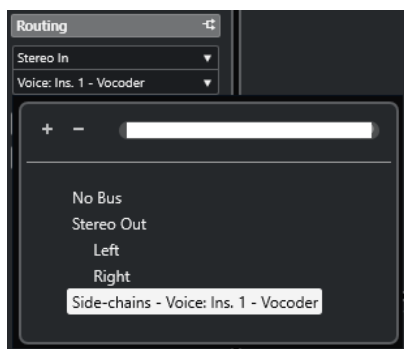 Routing
Stereo In
Voice: Ins. 1 - Vocoder
+ −
No Bus
Stereo Out
Left
Right
Side-chains - Voice: Ins. 1 - Vocoder